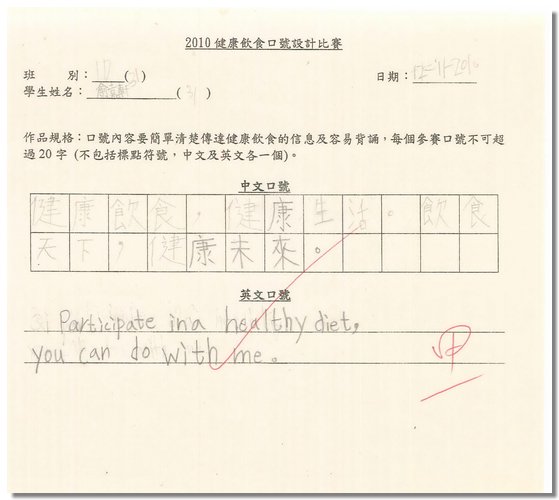 2010 健康飲食口號設計比賽
班 別： ( ) 日期：12-11-2010
學生姓名： (31)
作品規格：口號內容要簡單清楚傳達健康飲食的信息及容易背誦，每個參賽口號不可超
過20字 (不包括標點符號，中文及英文各一個)。
中文口號
健康飲食，健康生活。飲食
天下，健康未來。
英文口號
Participate in a healthy diet,
you can do with me。